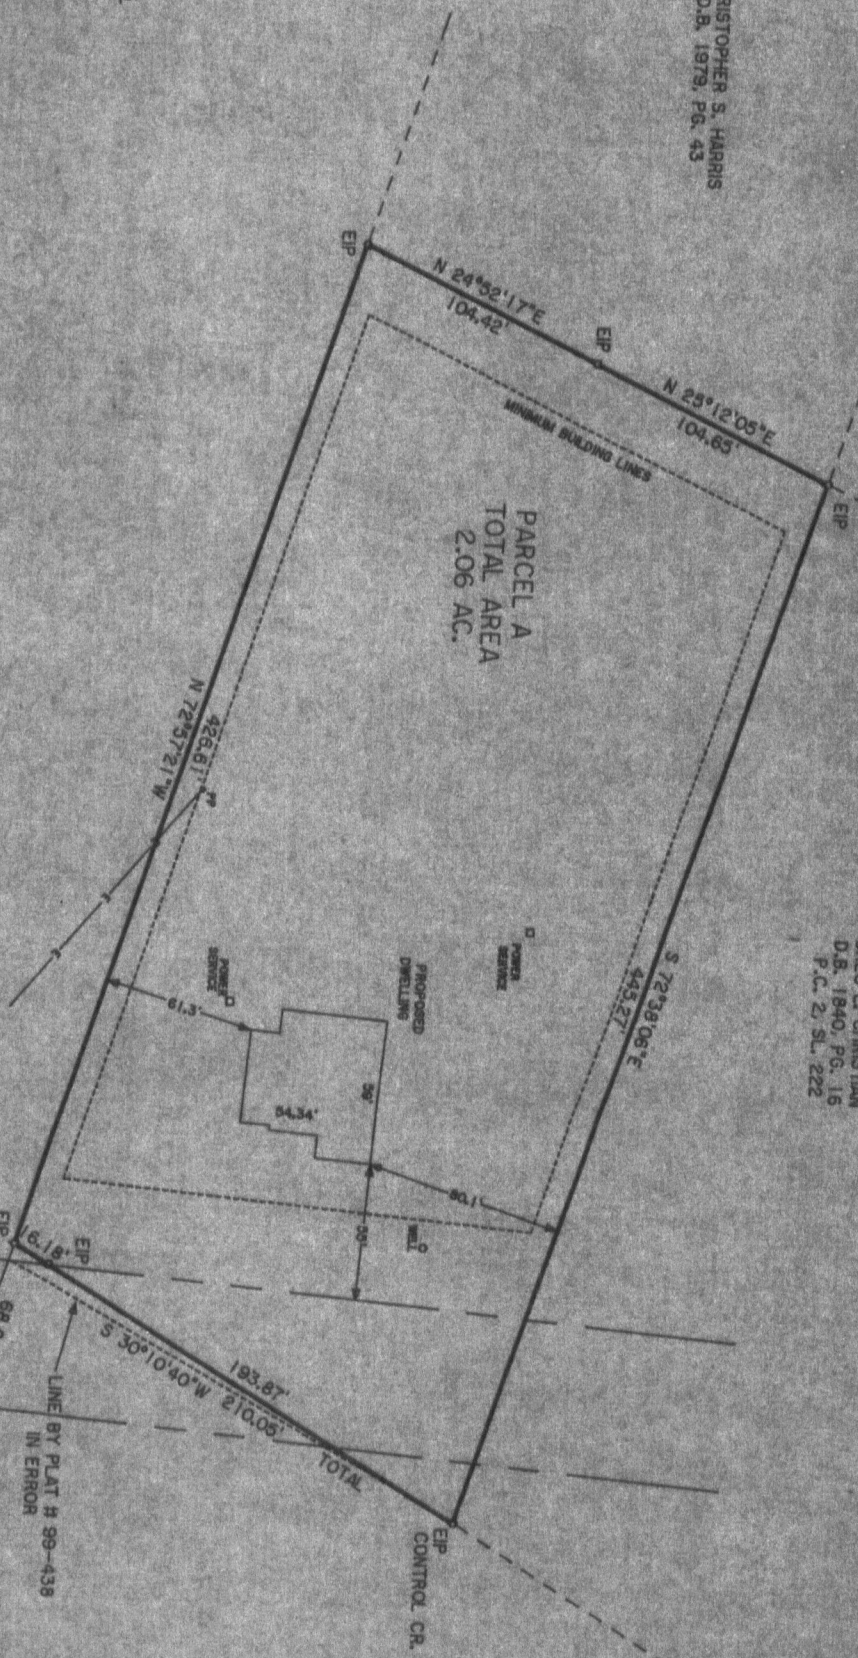 RISTOPHER S. HARRIS
D.B. 1979, PG. 43
EIP
N 24°52'17"E
104.42'
EIP
N 25°12'05"E
104.65'
EIP
MINIMUM BUILDING LINES
PARCEL A
TOTAL AREA
2.06 AC.
D.B. 1840, PG. 16
P.C. 2, SL. 222
S 72°38'06"E
445.27'
426.61'
N 72°57'21"W
PP
POWER
SERVICE
POWER
SERVICE
PROPOSED
DWELLING
61.3'
54.34'
80.1'
WELL
EIP
16.18'
EIP
193.87'
S 30°10'40"W 210.05'
TOTAL
LINE BY PLAT # 99-438
IN ERROR
EIP
CONTROL CR.